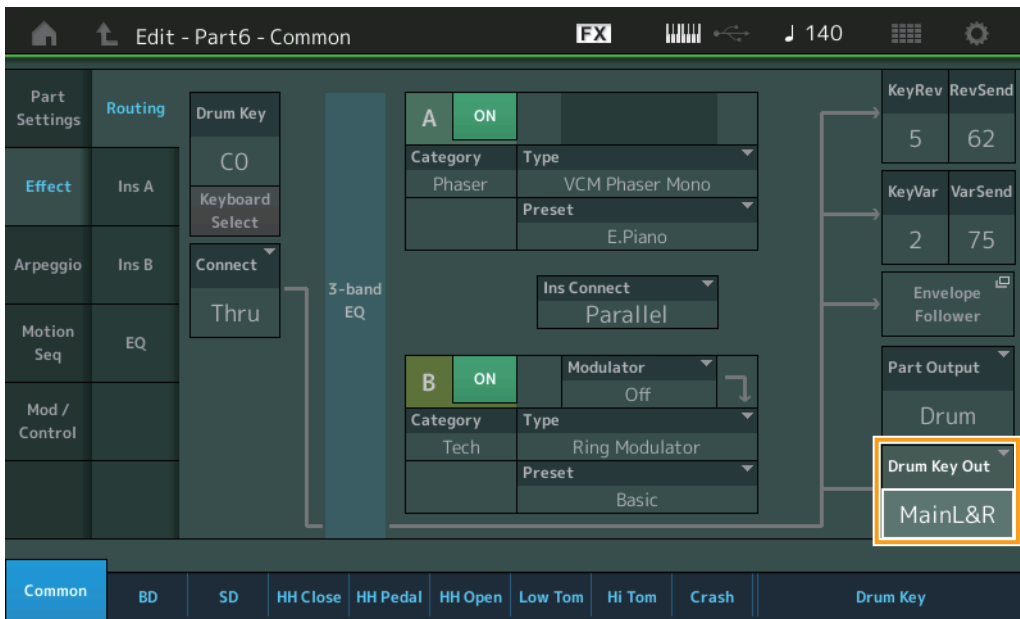 Edit - Part6 - Common
FX
♩ 140
Part
Settings
Effect
Arpeggio
Motion
Seq
Mod /
Control
Routing
Ins A
Ins B
EQ
Drum Key
C0
Keyboard
Select
Connect
Thru
3-band
EQ
A
ON
Category
Type
Phaser
VCM Phaser Mono
Preset
E.Piano
Ins Connect
Parallel
B
ON
Modulator
Off
Category
Type
Tech
Ring Modulator
Preset
Basic
KeyRev
RevSend
5
62
KeyVar
VarSend
2
75
Envelope
Follower
Part Output
Drum
Drum Key Out
MainL&R
Common
BD
SD
HH Close
HH Pedal
HH Open
Low Tom
Hi Tom
Crash
Drum Key